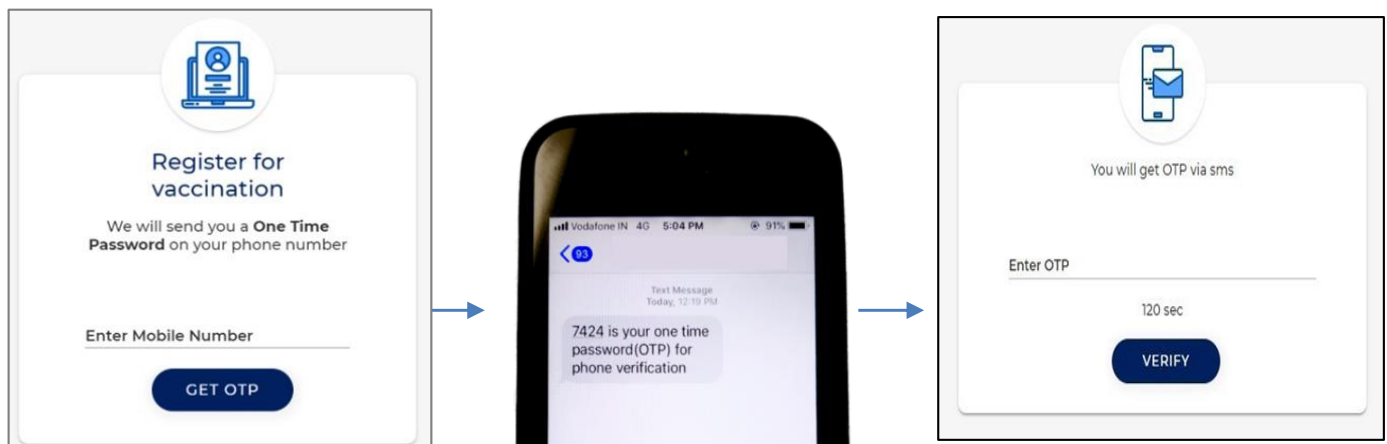 Register for
vaccination
We will send you a One Time
Password on your phone number
Enter Mobile Number
GET OTP
Vodafone IN 4G 5:04 PM 91%
93
Text Message
Today, 12:19 PM
7424 is your one time
password(OTP) for
phone verification
You will get OTP via sms
Enter OTP
120 sec
VERIFY